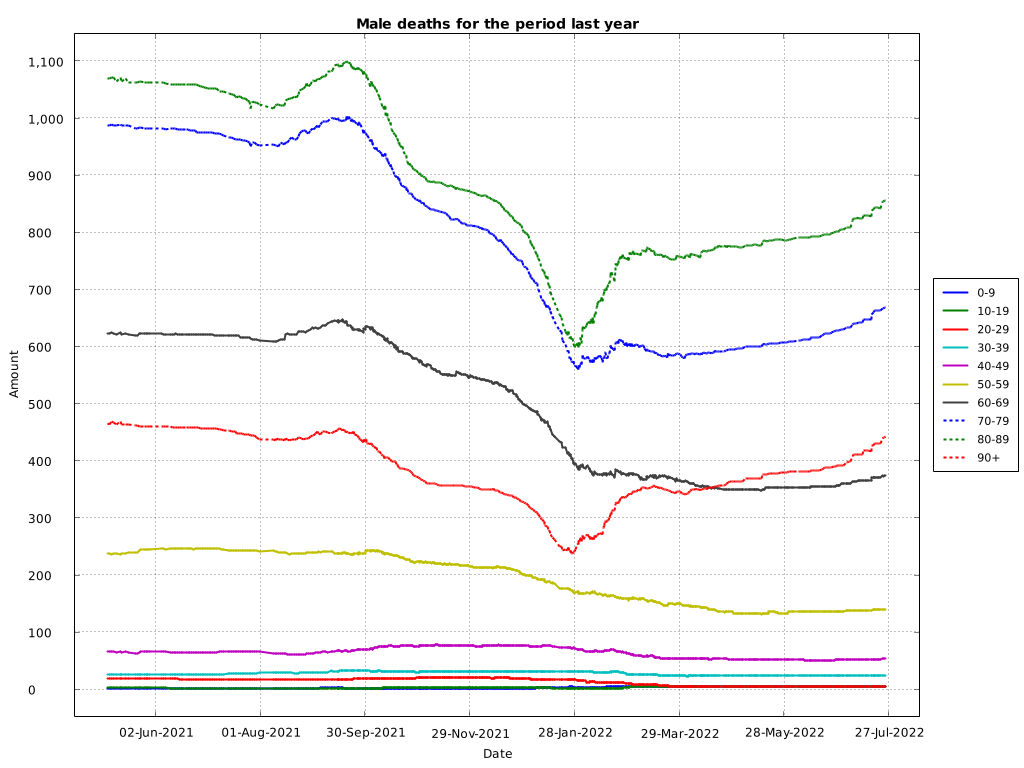 Male deaths for the period last year
1,100
1,000
900
800
700
600
500
400
300
200
100
0
Amount
02-Jun-2021
01-Aug-2021
30-Sep-2021
29-Nov-2021
28-Jan-2022
29-Mar-2022
28-May-2022
27-Jul-2022
Date
0-9
10-19
20-29
30-39
40-49
50-59
60-69
70-79
80-89
90+